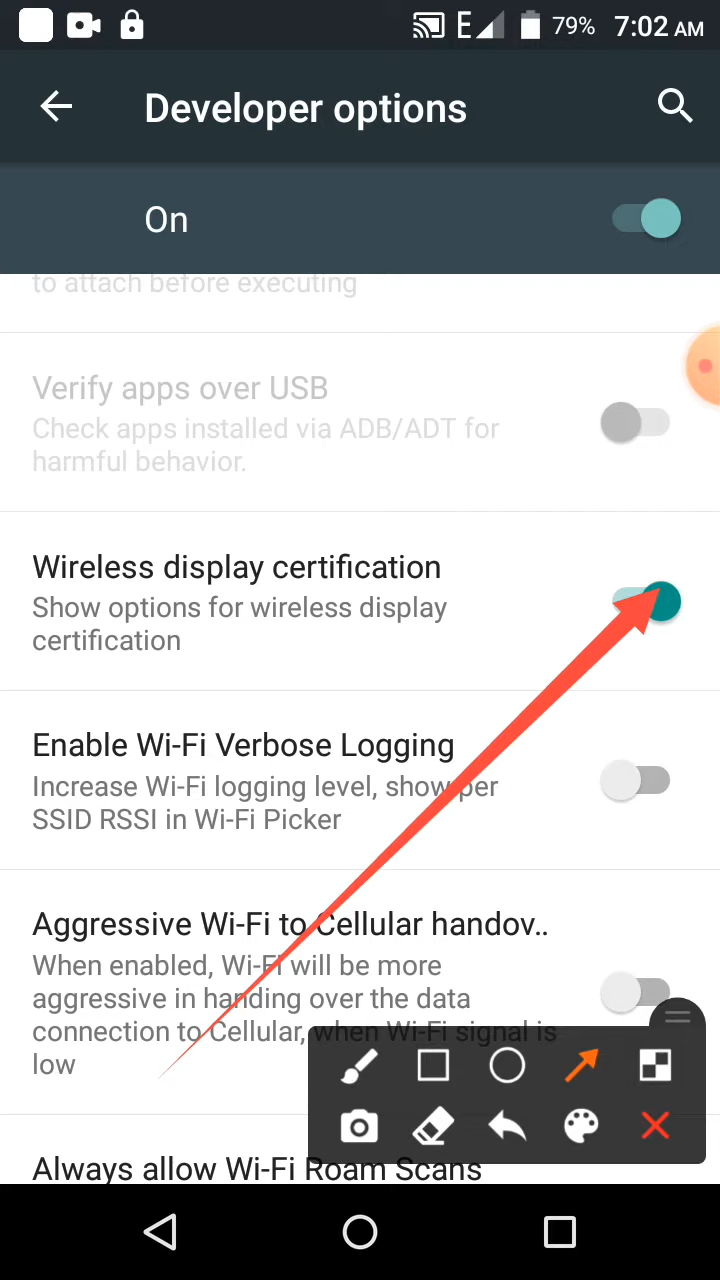 E 79% 7:02 AM
Developer options
On
to attach before executing
Verify apps over USB
Check apps installed via ADB/ADT for
harmful behavior.
Wireless display certification
Show options for wireless display
certification
Enable Wi-Fi Verbose Logging
Increase Wi-Fi logging level, show per
SSID RSSI in Wi-Fi Picker
Aggressive Wi-Fi to Cellular handov..
When enabled, Wi-Fi will be more
aggressive in handing over the data
connection to Cellular, when Wi-Fi signal is
low
Always allow Wi-Fi Roam Scans